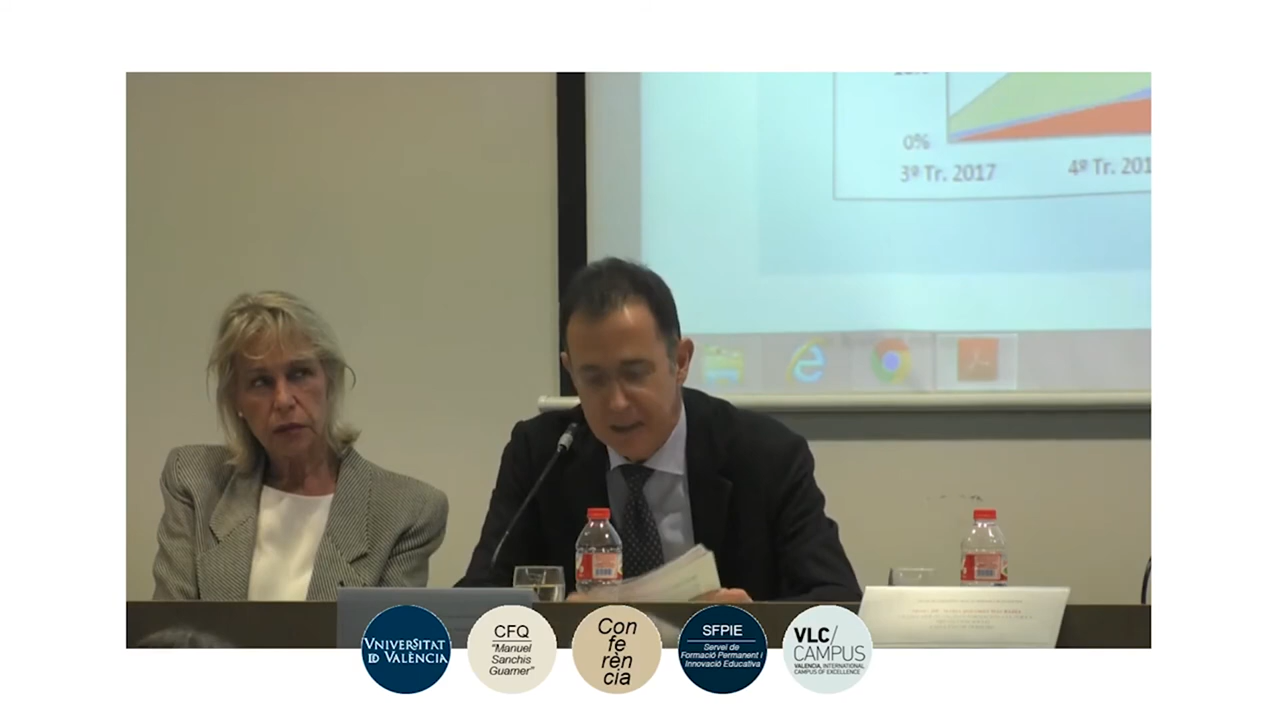 0%
3º Tr. 2017
4º Tr. 201
VNIVERSITAT
ID VALÈNCIA
CFQ
"Manuel
Sanchis
Guarner"
Con
fe
rèn
cia
SFPIE
Servei de
Formació Permanent i
Innovació Educativa
VLC/
CAMPUS
VALENCIA, INTERNATIONAL
CAMPUS OF EXCELLENCE